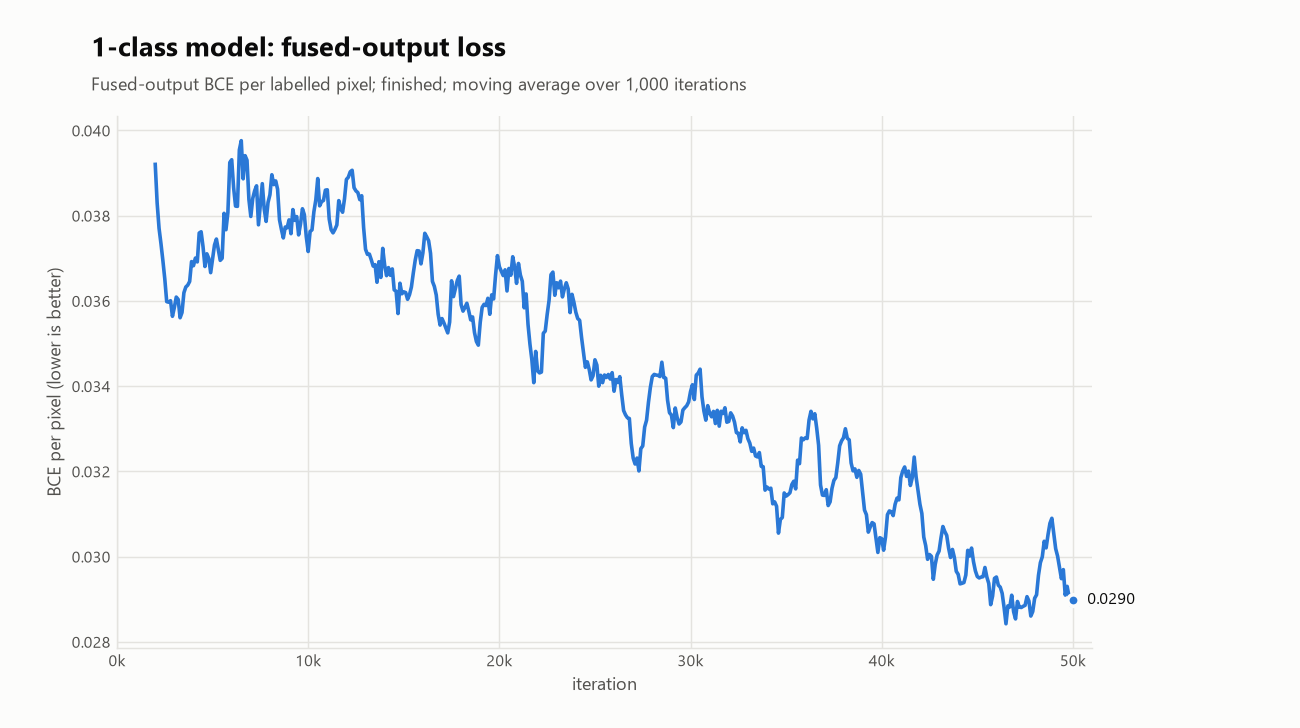 1-class model: fused-output loss
Fused-output BCE per labelled pixel; finished; moving average over 1,000 iterations
BCE per pixel (lower is better)
0.040
0.038
0.036
0.034
0.032
0.030
0.028
0.0290
0k
10k
20k
30k
40k
50k
iteration